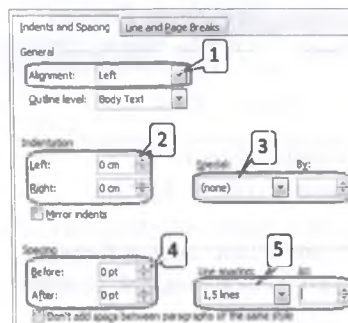 Indents and Spacing Line and Page Breaks
General
1
Alignment: Left
Outline level: Body Text
Indentation
2
3
Left: 0 cm Special: By:
Right: 0 cm (none)
Mirror indents
Spacing
4
5
Before: 0 pt Line spacing: At:
After: 0 pt 1,5 lines
Don't add space between paragraphs of the same style